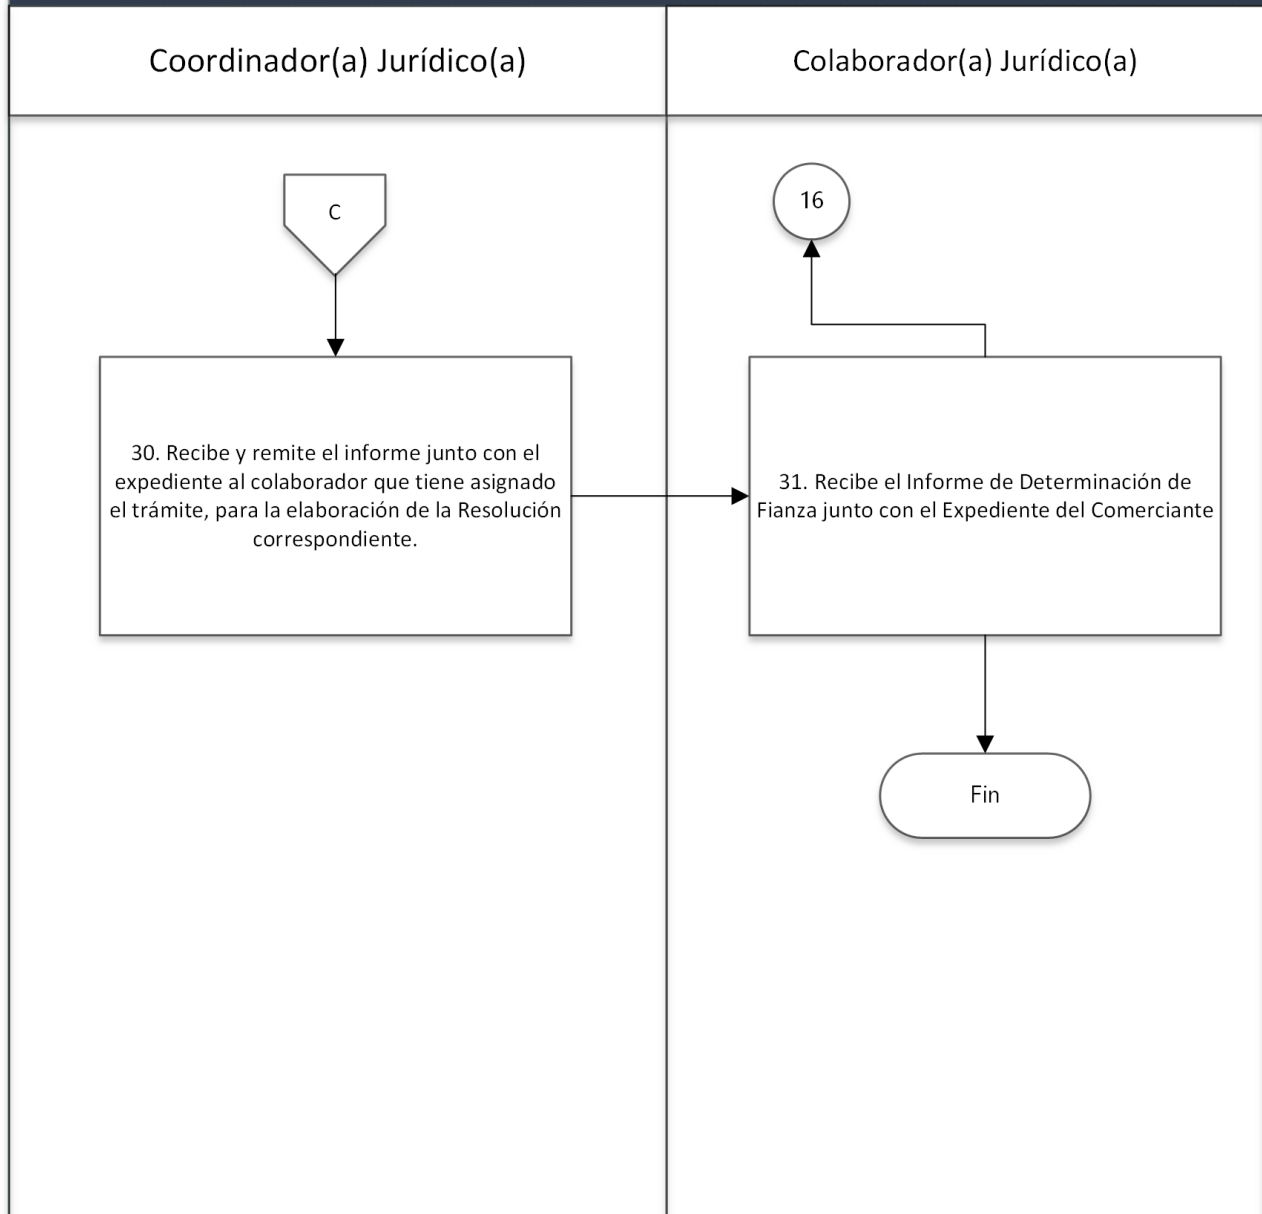 Coordinador(a) Jurídico(a)
Colaborador(a) Jurídico(a)
C
16
30. Recibe y remite el informe junto con el
expediente al colaborador que tiene asignado
el trámite, para la elaboración de la Resolución
correspondiente.
31. Recibe el Informe de Determinación de
Fianza junto con el Expediente del Comerciante
Fin